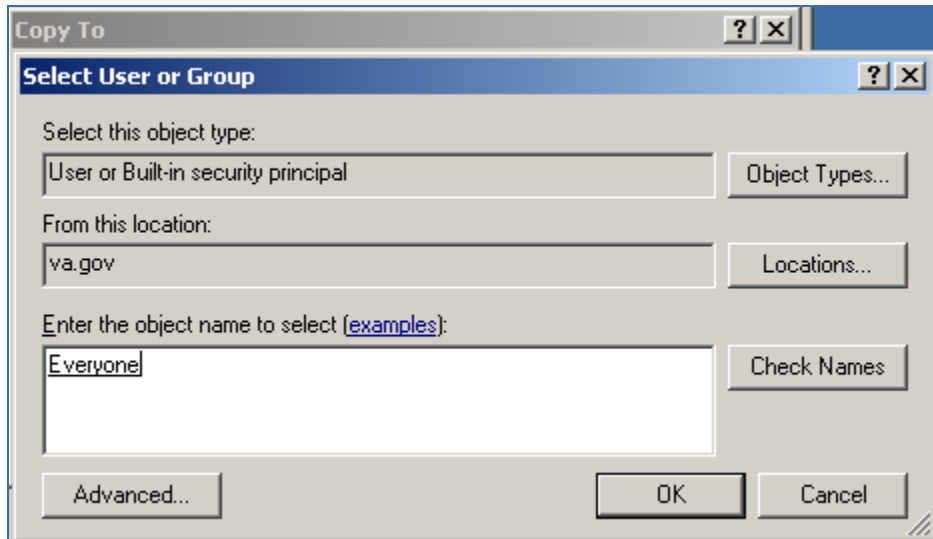 Copy To
Select User or Group
Select this object type:
User or Built-in security principal
Object Types...
From this location:
va.gov
Locations...
Enter the object name to select (examples):
Everyone
Check Names
Advanced...
OK
Cancel